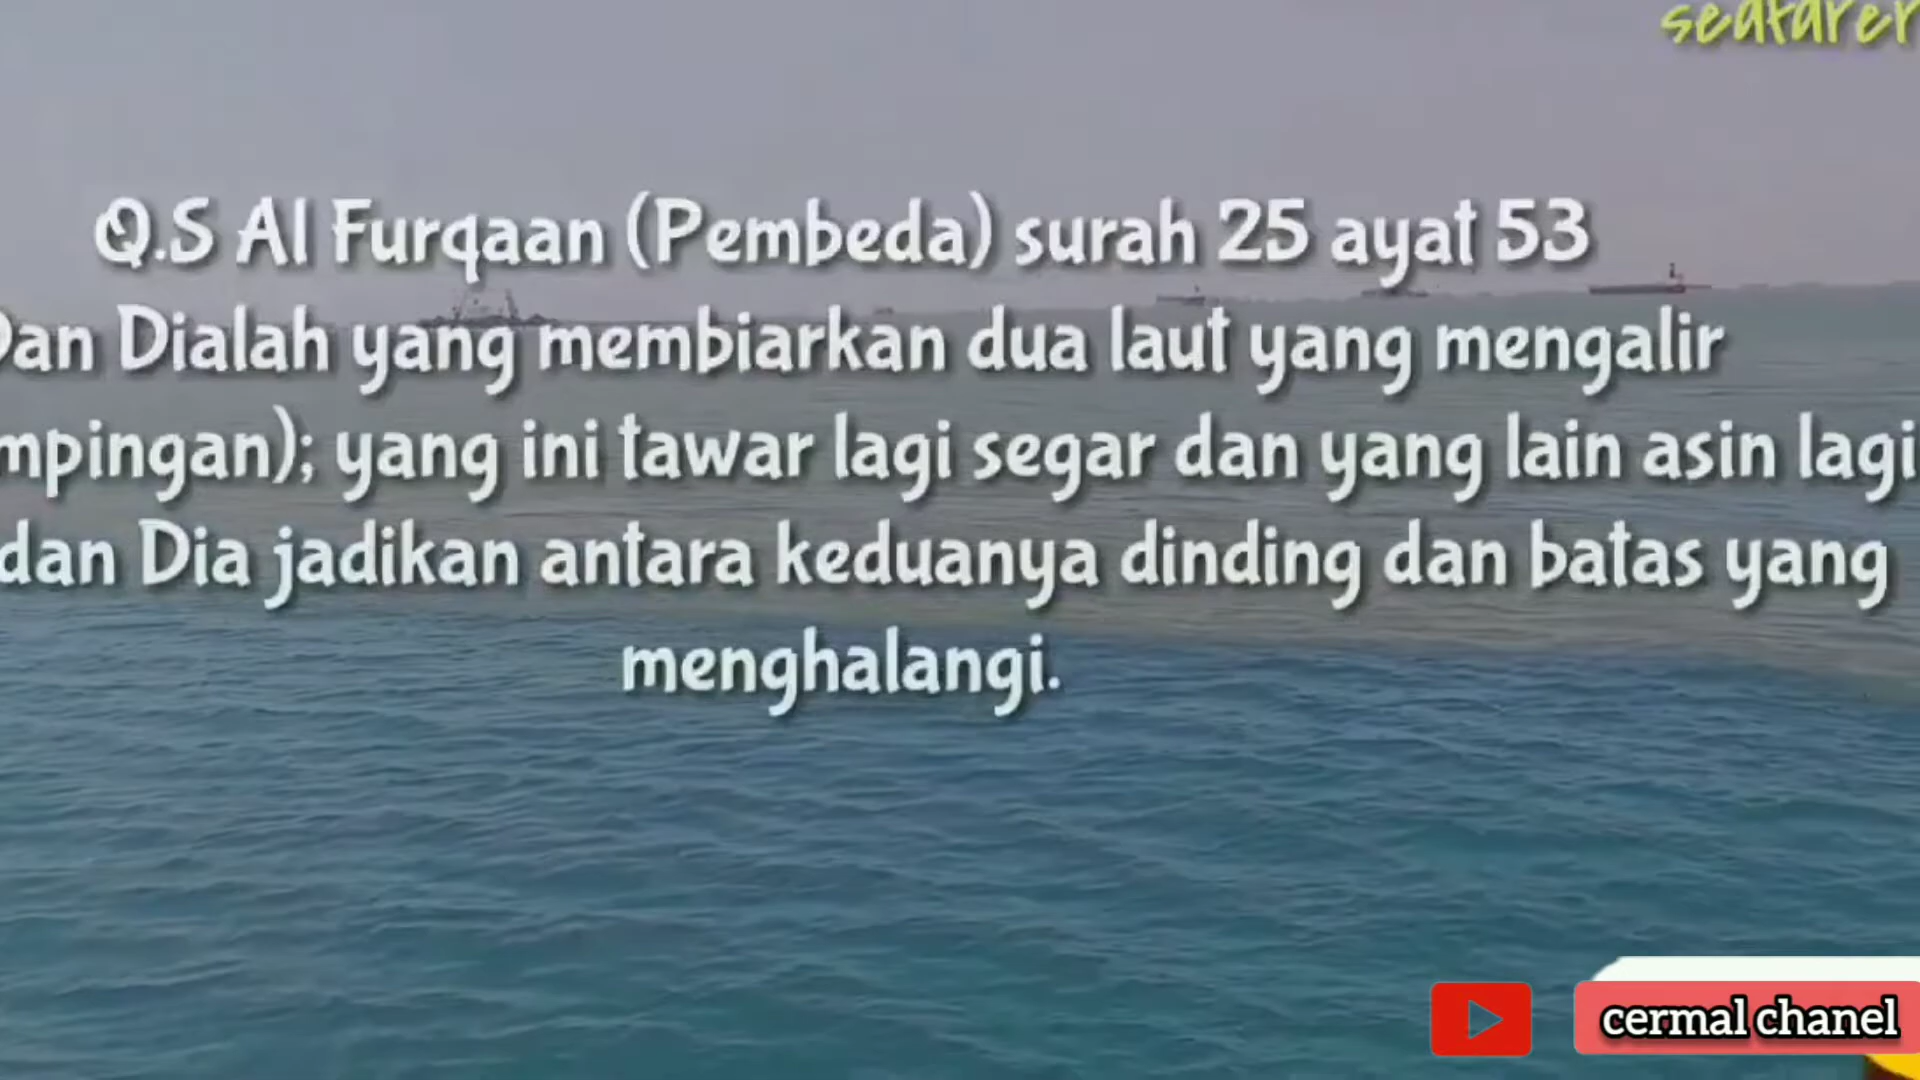 seafarer
Q.S Al Furqaan (Pembeda) surah 25 ayat 53
Dan Dialah yang membiarkan dua laut yang mengalir
mpingan); yang ini tawar lagi segar dan yang lain asin lagi
dan Dia jadikan antara keduanya dinding dan batas yang
menghalangi.
cermal chanel